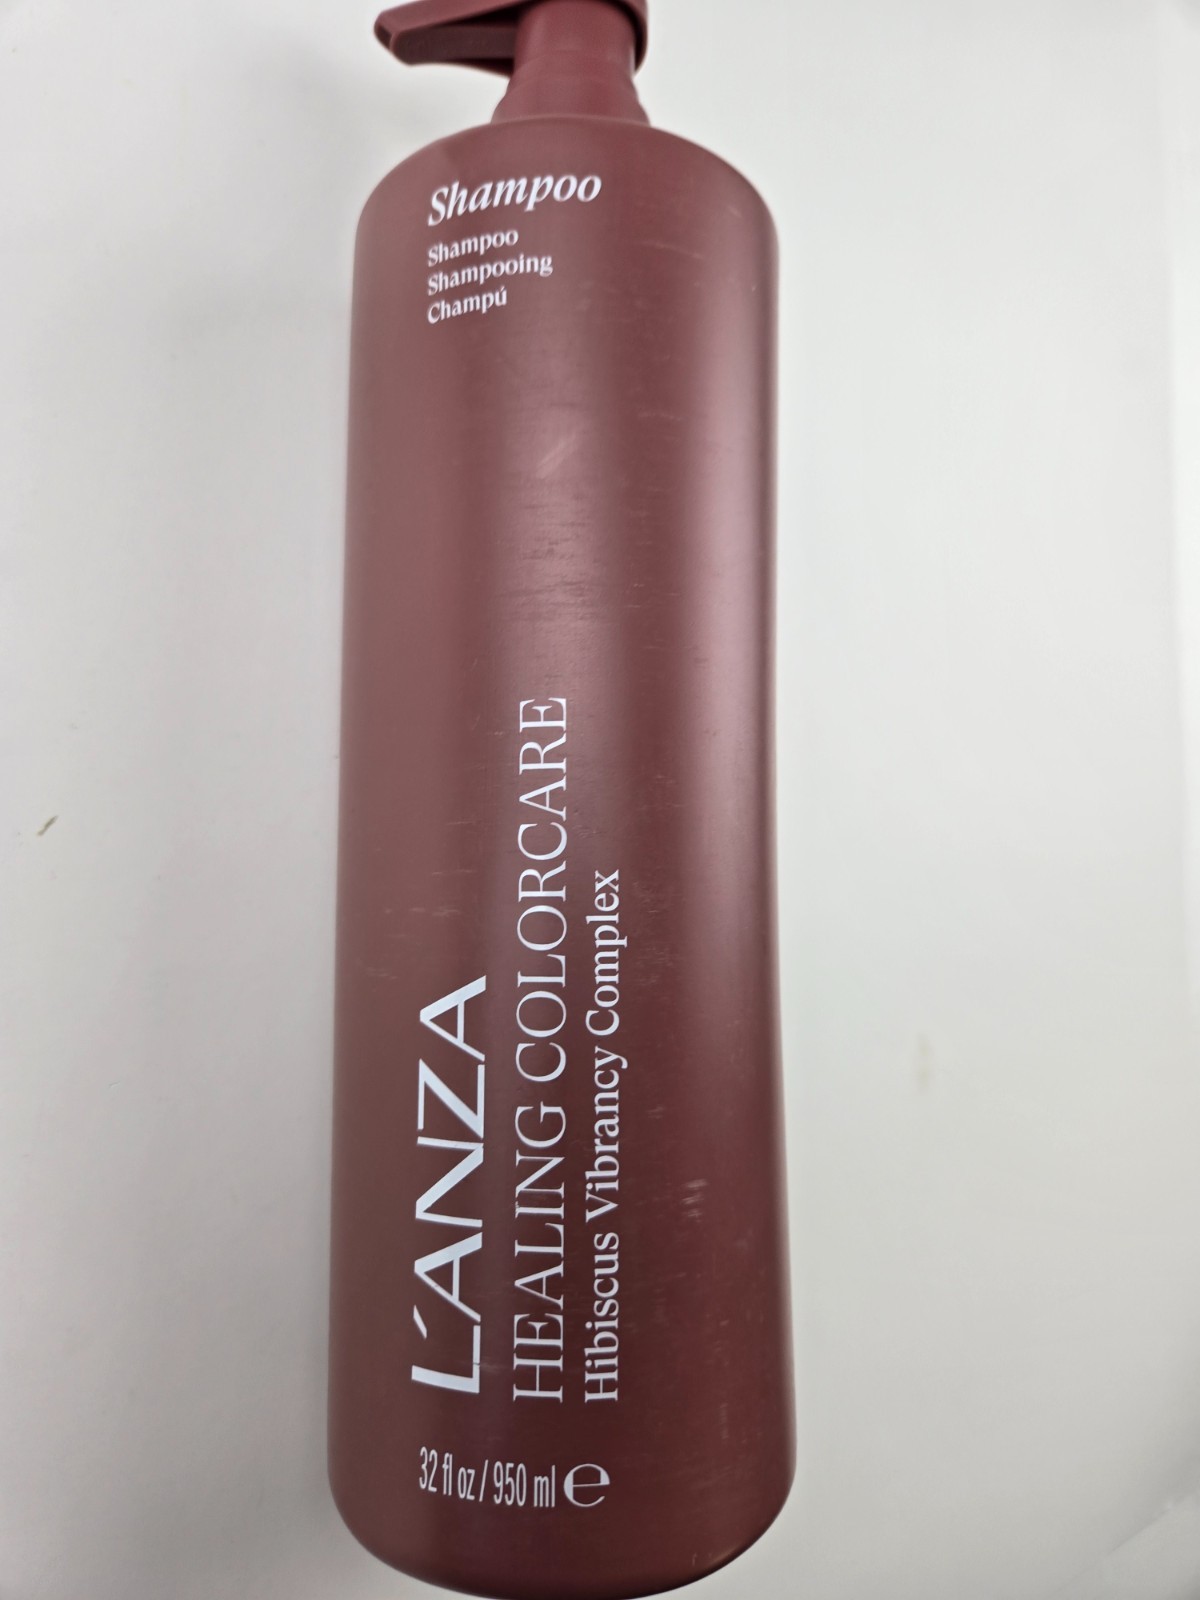 Shampoo
Shampoo
Shampooing
Champú
L'ANZA
HEALING COLORCARE
Hibiscus Vibrancy Complex
32 fl oz / 950 ml ℮